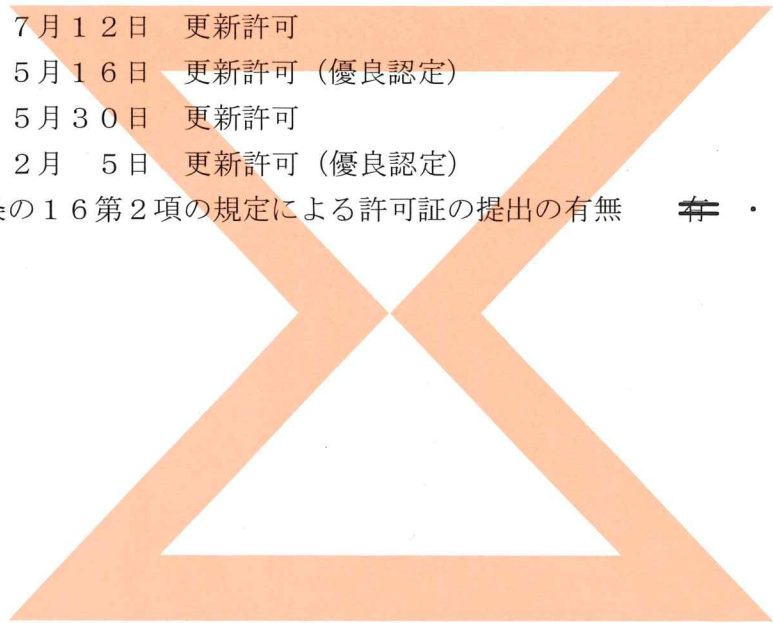 7月12日 更新許可
5月16日 更新許可(優良認定)
5月30日 更新許可
2月 5日 更新許可(優良認定)
の16第2項の規定による許可証の提出の有無 有 ・